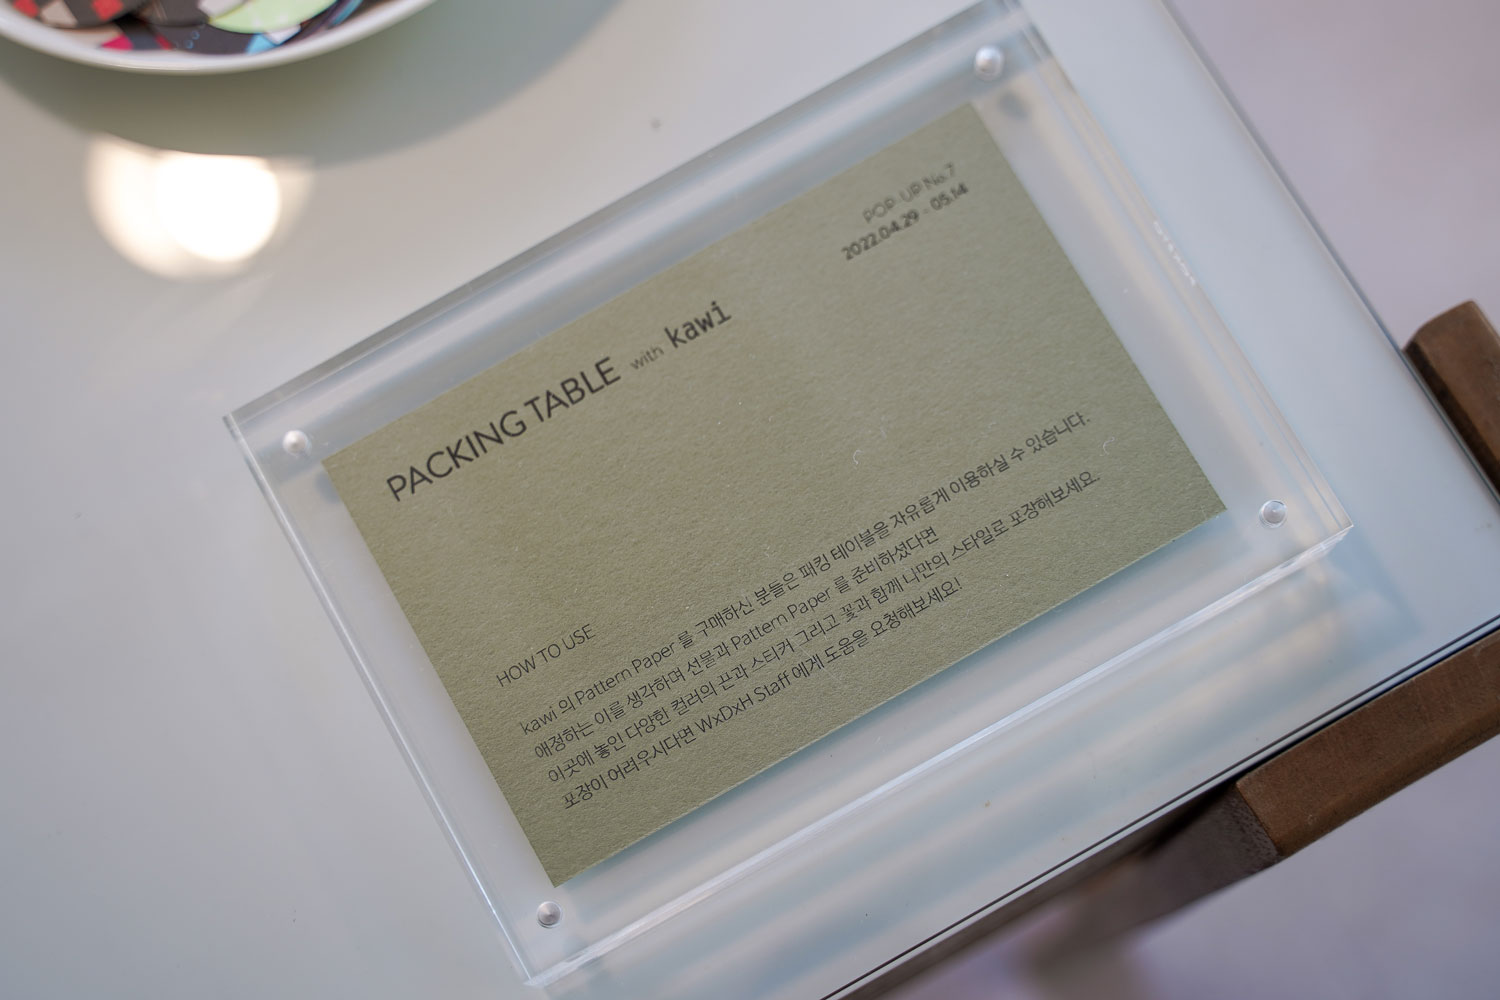 POP-UP No.7
2022.04.29 - 05.14
PACKING TABLE with kawi
HOW TO USE
kawi 의 Pattern Paper 를 구매하신 분들은 패킹 테이블을 자유롭게 이용하실 수 있습니다.
애정하는 이를 생각하며 선물과 Pattern Paper 를 준비하셨다면
이곳에 놓인 다양한 컬러의 끈과 스티커 그리고 꽃과 함께 나만의 스타일로 포장해보세요.
포장이 어려우시다면 WxDxH Staff 에게 도움을 요청해보세요!